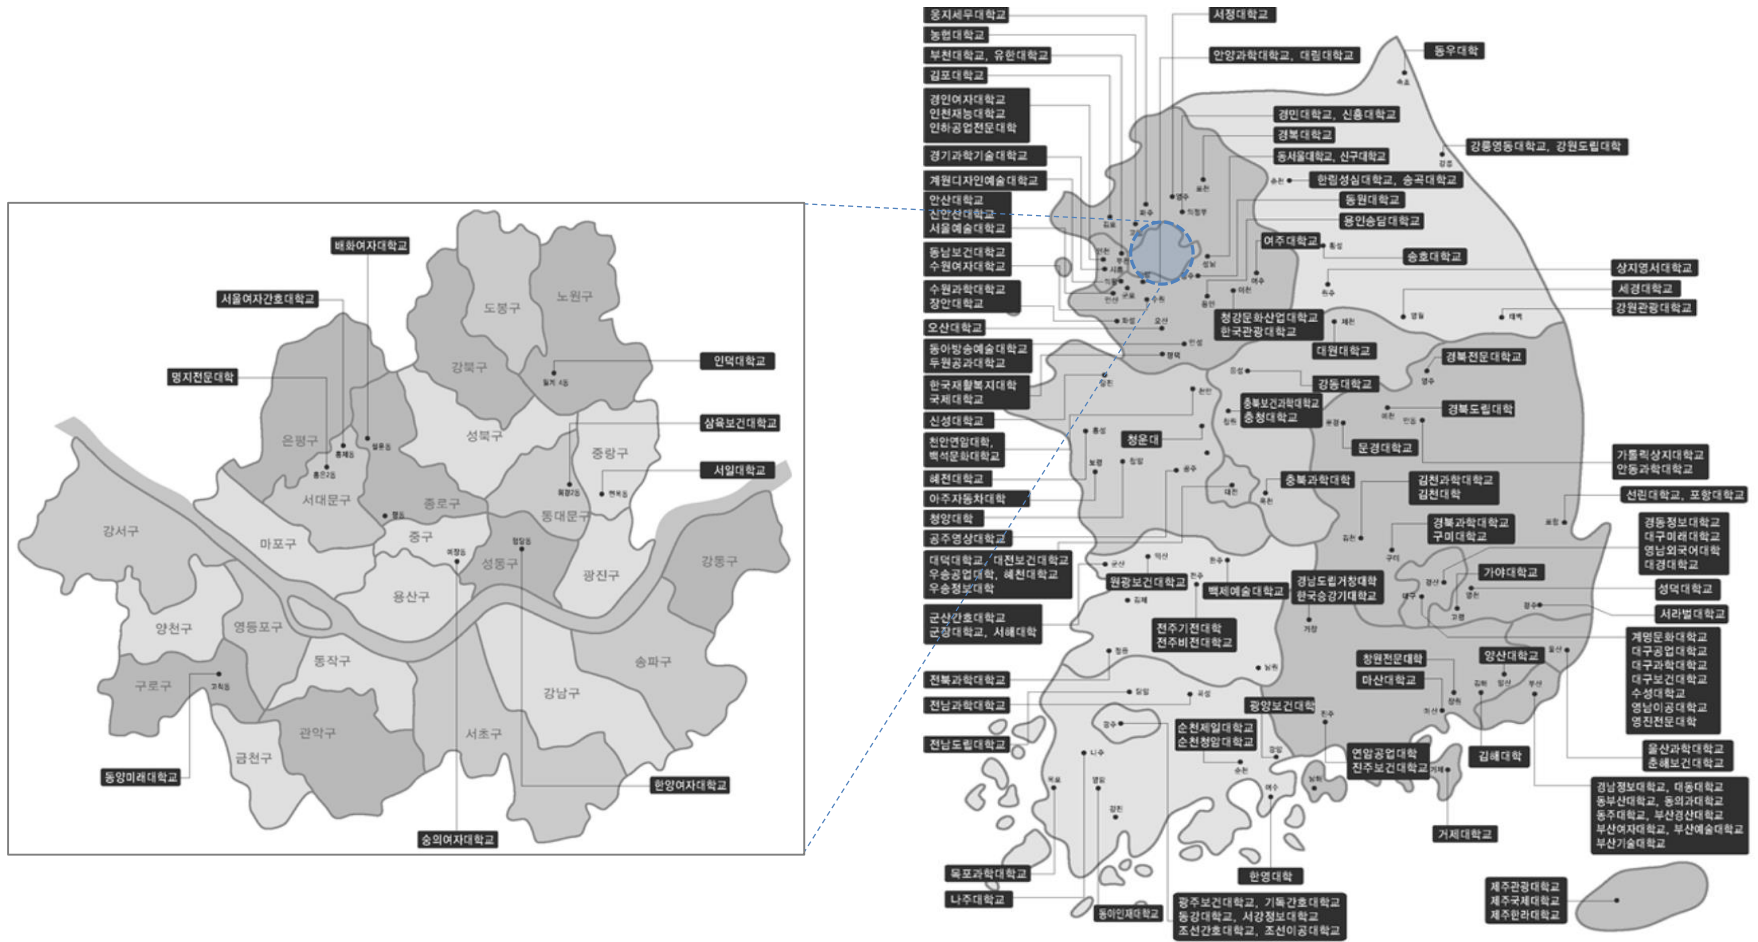 배화여자대학교
서울여자간호대학교
명지전문대학
인덕대학교
삼육보건대학교
서일대학교
동양미래대학교
한양여자대학교
숭의여자대학교
도봉구
노원구
강북구
은평구
성북구
중랑구
서대문구
종로구
동대문구
강서구
마포구
중구
성동구
광진구
강동구
용산구
양천구
영등포구
동작구
송파구
구로구
강남구
관악구
서초구
금천구
웅지세무대학교
농협대학교
부천대학교, 유한대학교
김포대학교
경인여자대학교
인천재능대학교
인하공업전문대학
경기과학기술대학교
계원디자인예술대학교
안산대학교
신안산대학교
서울예술대학교
동남보건대학교
수원여자대학교
수원과학대학교
장안대학교
오산대학교
동아방송예술대학교
두원공과대학교
한국재활복지대학
국제대학교
신성대학교
천안연암대학,
백석문화대학교
혜전대학교
아주자동차대학
청양대학
공주영상대학교
대덕대학교, 대전보건대학교
우송공업대학, 혜천대학교
우송정보대학
군산간호대학교
군장대학교, 서해대학
전북과학대학교
전남과학대학교
전남도립대학교
목포과학대학교
나주대학교
동아인재대학교
서정대학교
안양과학대학교, 대림대학교
동우대학
경민대학교, 신흥대학교
경복대학교
동서울대학교, 신구대학교
강릉영동대학교, 강원도립대학
한림성심대학교, 송곡대학교
동원대학교
용인송담대학교
여주대학교
송호대학교
상지영서대학교
세경대학교
강원관광대학교
청강문화산업대학교
한국관광대학교
대원대학교
경북전문대학교
강동대학교
충북보건과학대학교
충청대학교
경북도립대학
청운대
문경대학교
가톨릭상지대학교
안동과학대학교
충북과학대학
김천과학대학교
김천대학
선린대학교, 포항대학교
경북과학대학교
구미대학교
경동정보대학교
대구미래대학교
영남외국어대학
대경대학교
가야대학교
성덕대학교
서라벌대학교
원광보건대학교
백제예술대학교
경남도립거창대학
한국승강기대학교
전주기전대학
전주비전대학교
계명문화대학교
대구공업대학교
대구과학대학교
대구보건대학교
수성대학교
영남이공대학교
영진전문대학
창원전문대학
마산대학교
양산대학교
광양보건대학
순천제일대학교
순천청암대학교
연암공업대학
진주보건대학교
김해대학
울산과학대학교
춘해보건대학교
경남정보대학교, 대동대학교
동부산대학교, 동의과대학교
동주대학교, 부산경상대학교
부산여자대학교, 부산예술대학교
부산기술대학교
거제대학교
한영대학
광주보건대학교, 기독간호대학교
동강대학교, 서강정보대학교
조선간호대학교, 조선이공대학교
제주관광대학교
제주국제대학교
제주한라대학교